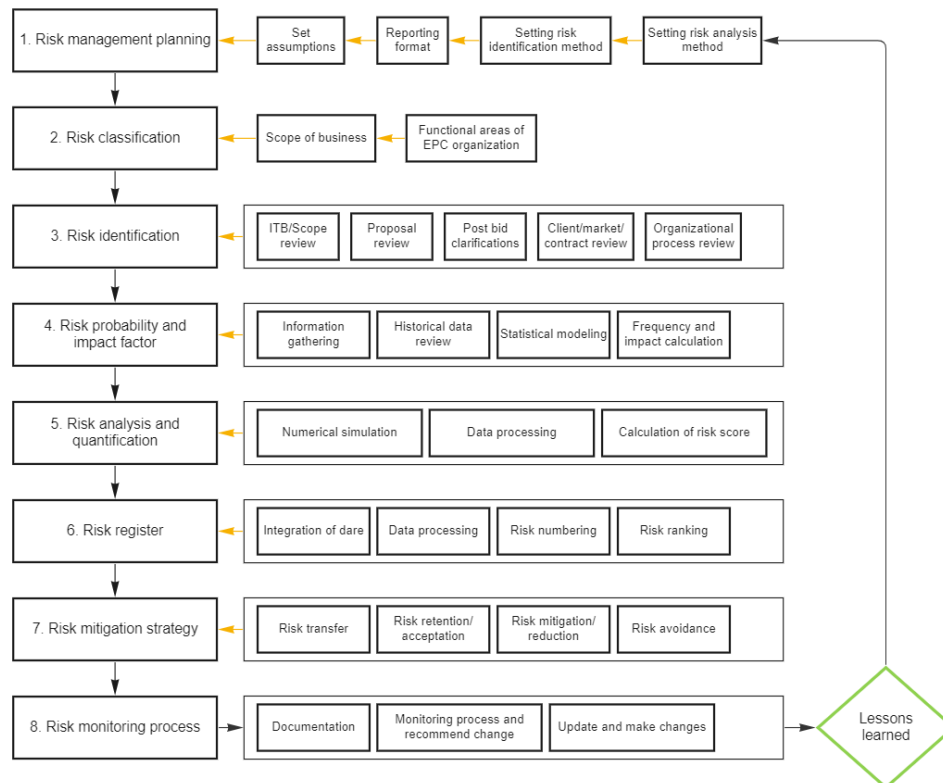 1. Risk management planning
Set
assumptions
Reporting
format
Setting risk
identification method
Setting risk analysis
method
2. Risk classification
Scope of business
Functional areas of
EPC organization
3. Risk identification
ITB/Scope
review
Proposal
review
Post bid
clarifications
Client/market/
contract review
Organizational
process review
4. Risk probability and
impact factor
Information
gathering
Historical data
review
Statistical modeling
Frequency and
impact calculation
5. Risk analysis and
quantification
Numerical simulation
Data processing
Calculation of risk score
6. Risk register
Integration of dare
Data processing
Risk numbering
Risk ranking
7. Risk mitigation strategy
Risk transfer
Risk retention/
acceptation
Risk mitigation/
reduction
Risk avoidance
8. Risk monitoring process
Documentation
Monitoring process and
recommend change
Update and make changes
Lessons
learned